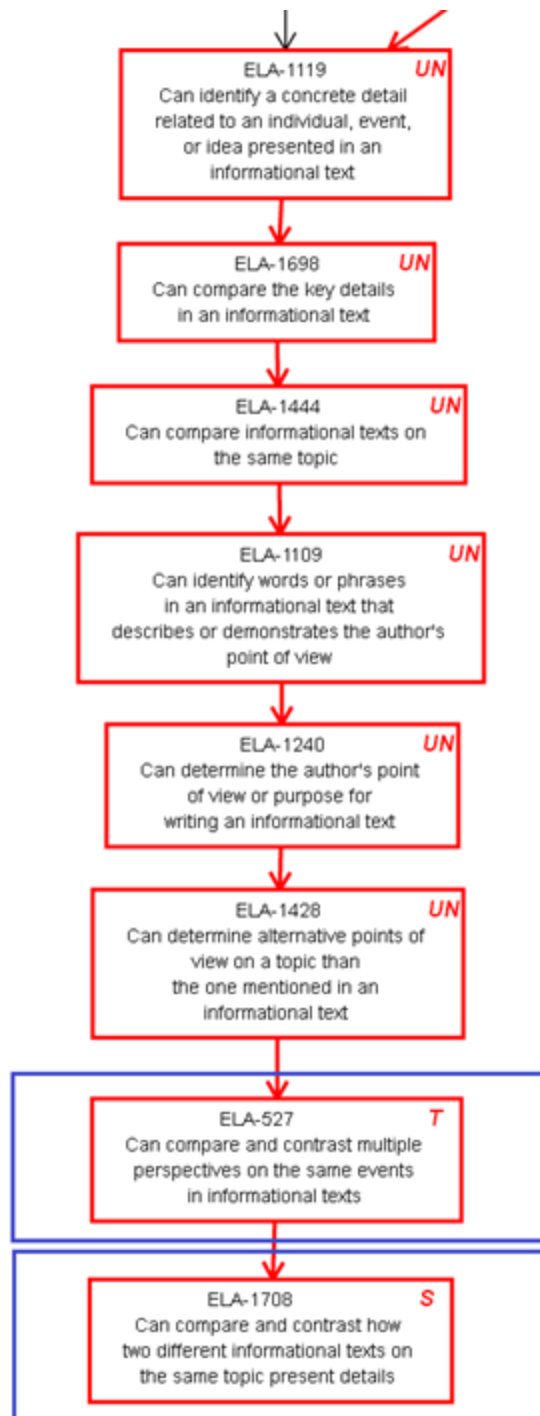 ELA-1119 UN
Can identify a concrete detail
related to an individual, event,
or idea presented in an
informational text
ELA-1698 UN
Can compare the key details
in an informational text
ELA-1444 UN
Can compare informational texts on
the same topic
ELA-1109 UN
Can identify words or phrases
in an informational text that
describes or demonstrates the author's
point of view
ELA-1240 UN
Can determine the author's point
of view or purpose for
writing an informational text
ELA-1428 UN
Can determine alternative points of
view on a topic than
the one mentioned in an
informational text
ELA-527 T
Can compare and contrast multiple
perspectives on the same events
in informational texts
ELA-1708 S
Can compare and contrast how
two different informational texts on
the same topic present details